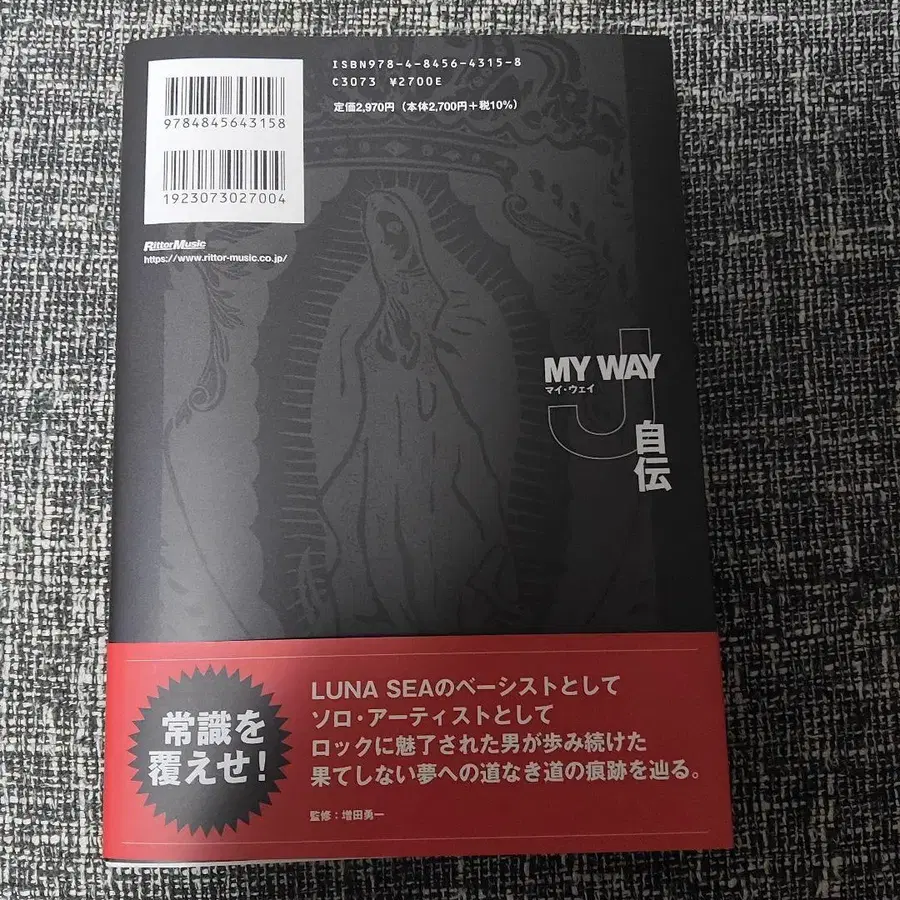 ISBN978-4-8456-4315-8
C3073 ¥2700E
定価2,970円（本体2,700円＋税10%）
9784845643158
1923073027004
RittorMusic
https://www.rittor-music.co.jp/
J
MY WAY
マイ・ウェイ
自伝
常識を
覆えせ！
LUNA SEAのベーシストとして
ソロ・アーティストとして
ロックに魅了された男が歩み続けた
果てしない夢への道なき道の痕跡を辿る。
監修：増田勇一